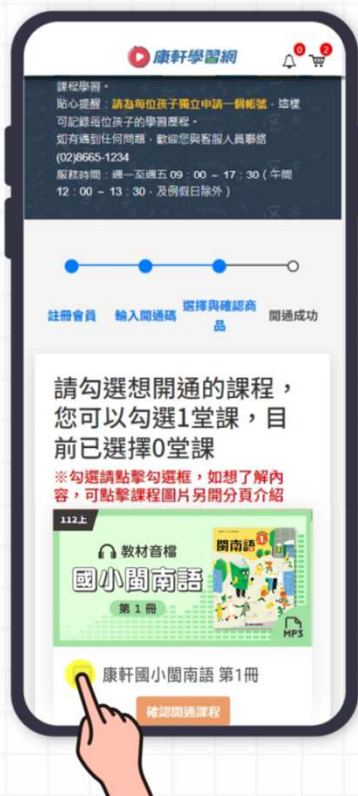 康軒學習網
0
2
課程學習。
貼心提醒：請為每位孩子獨立申請一個帳號，這樣
可記錄每位孩子的學習歷程。
如有遇到任何問題，歡迎您與客服人員聯絡
(02)8665-1234
服務時間：週一至週五 09：00 ~ 17：30（午間
12：00 ~ 13：30，及例假日除外）
註冊會員
輸入開通碼
選擇與確認商
品
開通成功
請勾選想開通的課程，
您可以勾選1堂課，目
前已選擇0堂課
※勾選請點擊勾選框，如想了解內
容，可點擊課程圖片另開分頁介紹
112上
教材音檔
國小閩南語
第1冊
閩南語 1
MP3
康軒國小閩南語 第1冊
確認開通課程